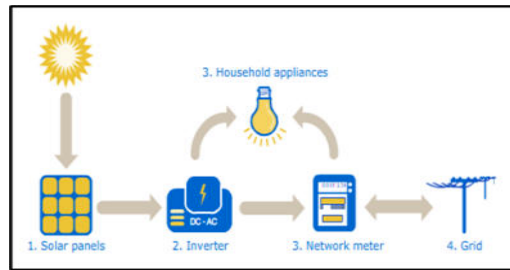 3. Household appliances
DC - AC
1. Solar panels
2. Inverter
3. Network meter
4. Grid